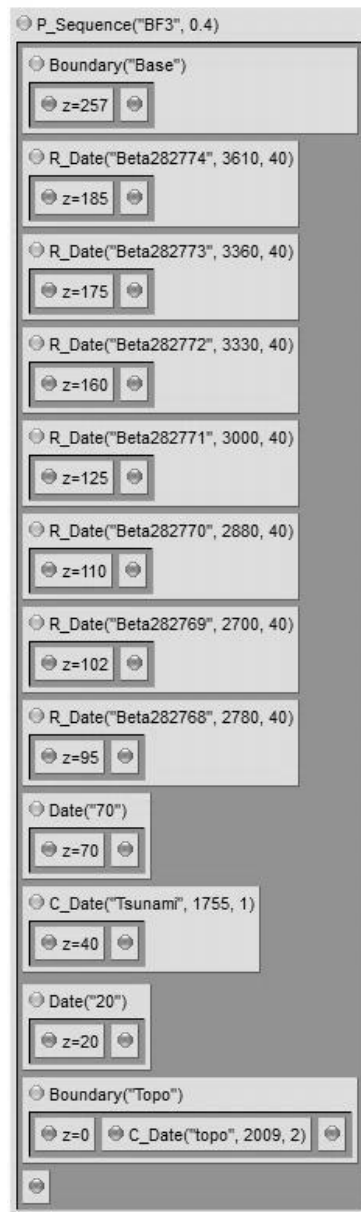 P_Sequence("BF3", 0.4)
Boundary("Base")
z=257
R_Date("Beta282774", 3610, 40)
z=185
R_Date("Beta282773", 3360, 40)
z=175
R_Date("Beta282772", 3330, 40)
z=160
R_Date("Beta282771", 3000, 40)
z=125
R_Date("Beta282770", 2880, 40)
z=110
R_Date("Beta282769", 2700, 40)
z=102
R_Date("Beta282768", 2780, 40)
z=95
Date("70")
z=70
C_Date("Tsunami", 1755, 1)
z=40
Date("20")
z=20
Boundary("Topo")
z=0 C_Date("topo", 2009, 2)